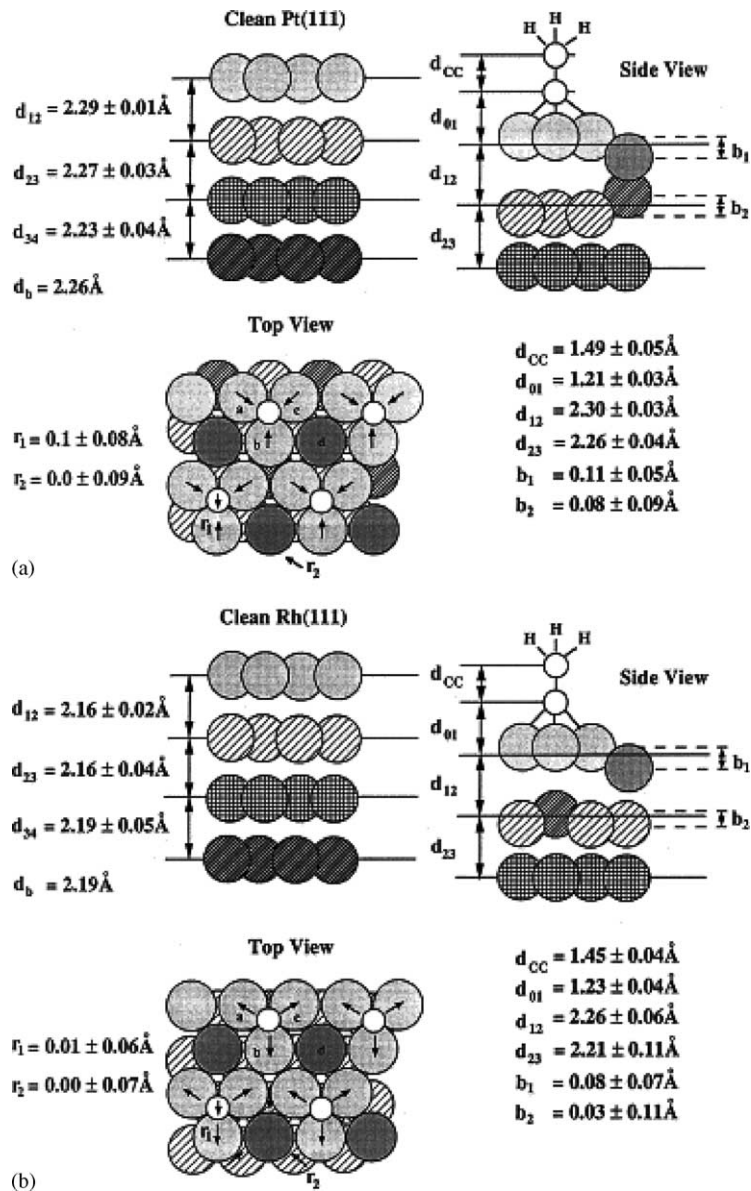 Clean Pt(111)
H H H
Side View
d12 = 2.29 ± 0.01Å
d23 = 2.27 ± 0.03Å
d34 = 2.23 ± 0.04Å
db = 2.26Å
dCC
d01
d12
d23
b1
b2
Top View
r1 = 0.1 ± 0.08Å
r2 = 0.0 ± 0.09Å
a
c
b
d
r1
r2
dCC = 1.49 ± 0.05Å
d01 = 1.21 ± 0.03Å
d12 = 2.30 ± 0.03Å
d23 = 2.26 ± 0.04Å
b1 = 0.11 ± 0.05Å
b2 = 0.08 ± 0.09Å
(a)
Clean Rh(111)
H H H
Side View
d12 = 2.16 ± 0.02Å
d23 = 2.16 ± 0.04Å
d34 = 2.19 ± 0.05Å
db = 2.19Å
dCC
d01
d12
d23
b1
b2
Top View
r1 = 0.01 ± 0.06Å
r2 = 0.00 ± 0.07Å
a
c
b
d
r1
r2
dCC = 1.45 ± 0.04Å
d01 = 1.23 ± 0.04Å
d12 = 2.26 ± 0.06Å
d23 = 2.21 ± 0.11Å
b1 = 0.08 ± 0.07Å
b2 = 0.03 ± 0.11Å
(b)